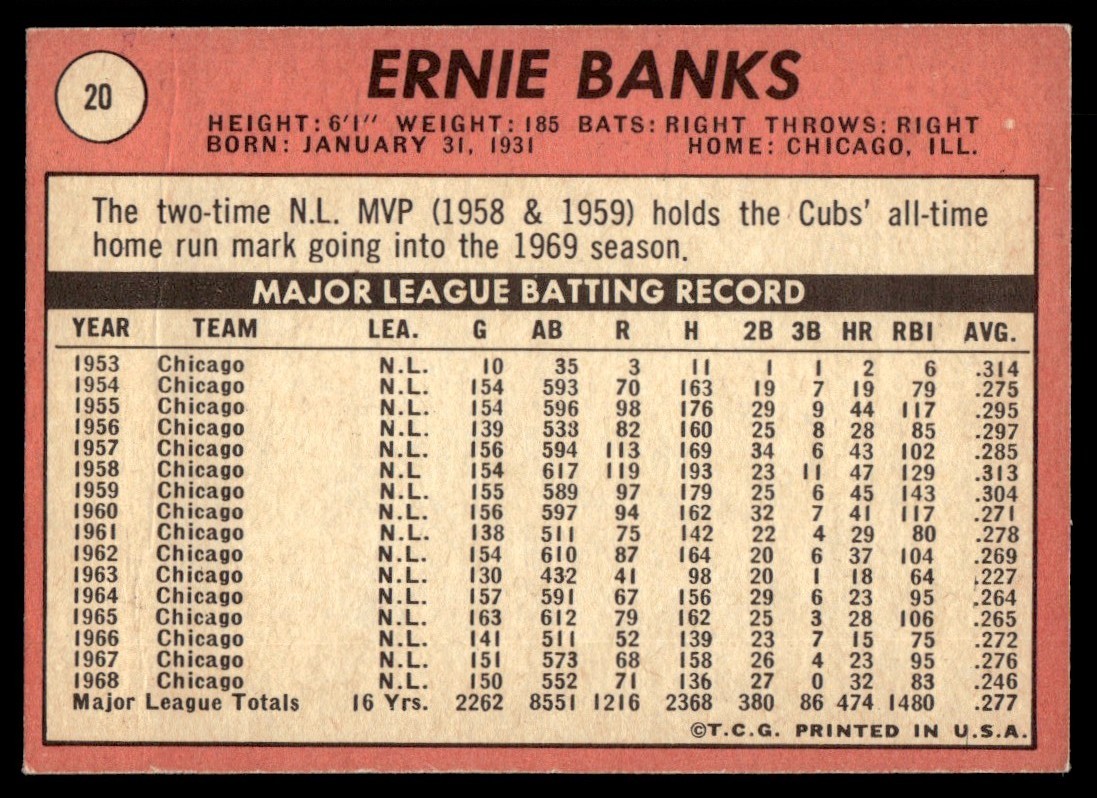 20
ERNIE BANKS
HEIGHT: 6'1" WEIGHT: 185 BATS: RIGHT THROWS: RIGHT
BORN: JANUARY 31, 1931 HOME: CHICAGO, ILL.
The two-time N.L. MVP (1958 & 1959) holds the Cubs' all-time
home run mark going into the 1969 season.
MAJOR LEAGUE BATTING RECORD
YEAR TEAM LEA. G AB R H 2B 3B HR RBI AVG.
1953 Chicago N.L. 10 35 3 11 1 1 2 6 .314
1954 Chicago N.L. 154 593 70 163 19 7 19 79 .275
1955 Chicago N.L. 154 596 98 176 29 9 44 117 .295
1956 Chicago N.L. 139 538 82 160 25 8 28 85 .297
1957 Chicago N.L. 156 594 113 169 34 6 43 102 .285
1958 Chicago N.L 154 617 119 193 23 11 47 129 .313
1959 Chicago N.L. 155 589 97 179 25 6 45 143 .304
1960 Chicago N.L. 156 597 94 162 32 7 41 117 .271
1961 Chicago N.L. 138 511 75 142 22 4 29 80 .278
1962 Chicago N.L. 154 610 87 164 20 6 37 104 .269
1963 Chicago N.L. 130 432 41 98 20 1 18 64 .227
1964 Chicago N.L. 157 591 67 156 29 6 23 95 .264
1965 Chicago N.L. 163 612 79 162 25 3 28 106 .265
1966 Chicago N.L. 141 511 52 139 23 7 15 75 .272
1967 Chicago N.L. 151 573 68 158 26 4 23 95 .276
1968 Chicago N.L. 150 552 71 136 27 0 32 83 .246
Major League Totals 16 Yrs. 2262 8551 1216 2368 380 86 474 1480 .277
©T.C.G. PRINTED IN U.S.A.